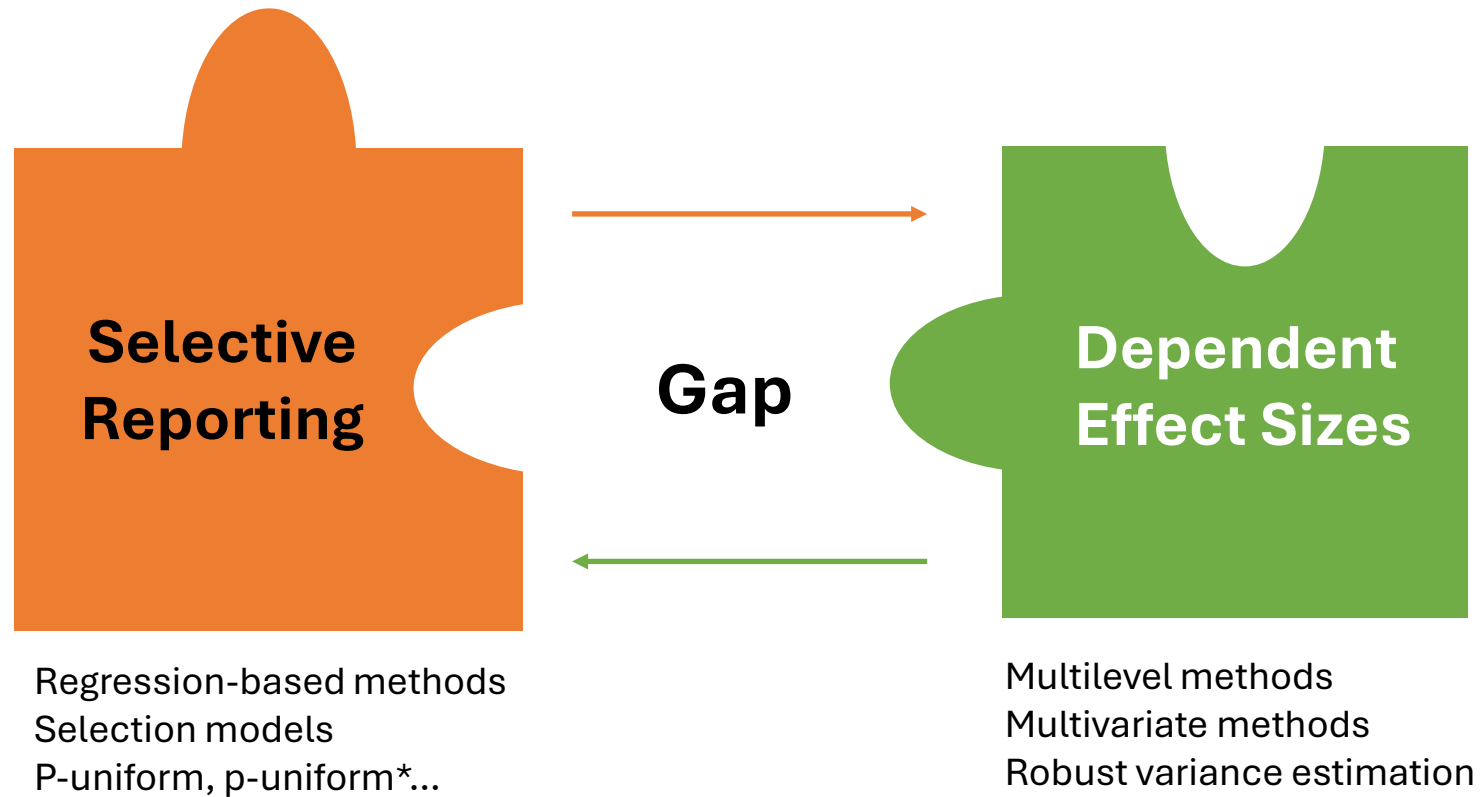 Selective
Reporting
Gap
Dependent
Effect Sizes
Regression-based methods
Selection models
P-uniform, p-uniform*...
Multilevel methods
Multivariate methods
Robust variance estimation